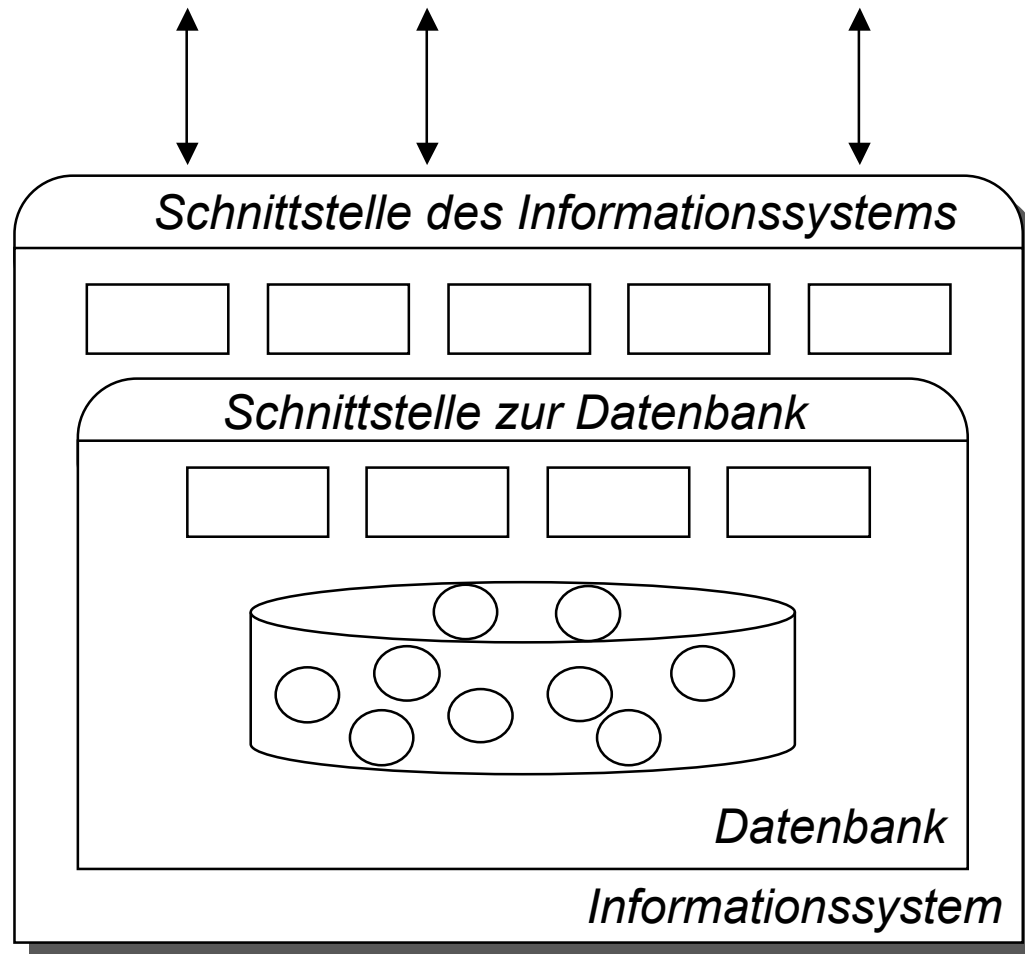 Schnittstelle des Informationssystems
Schnittstelle zur Datenbank
Datenbank
Informationssystem